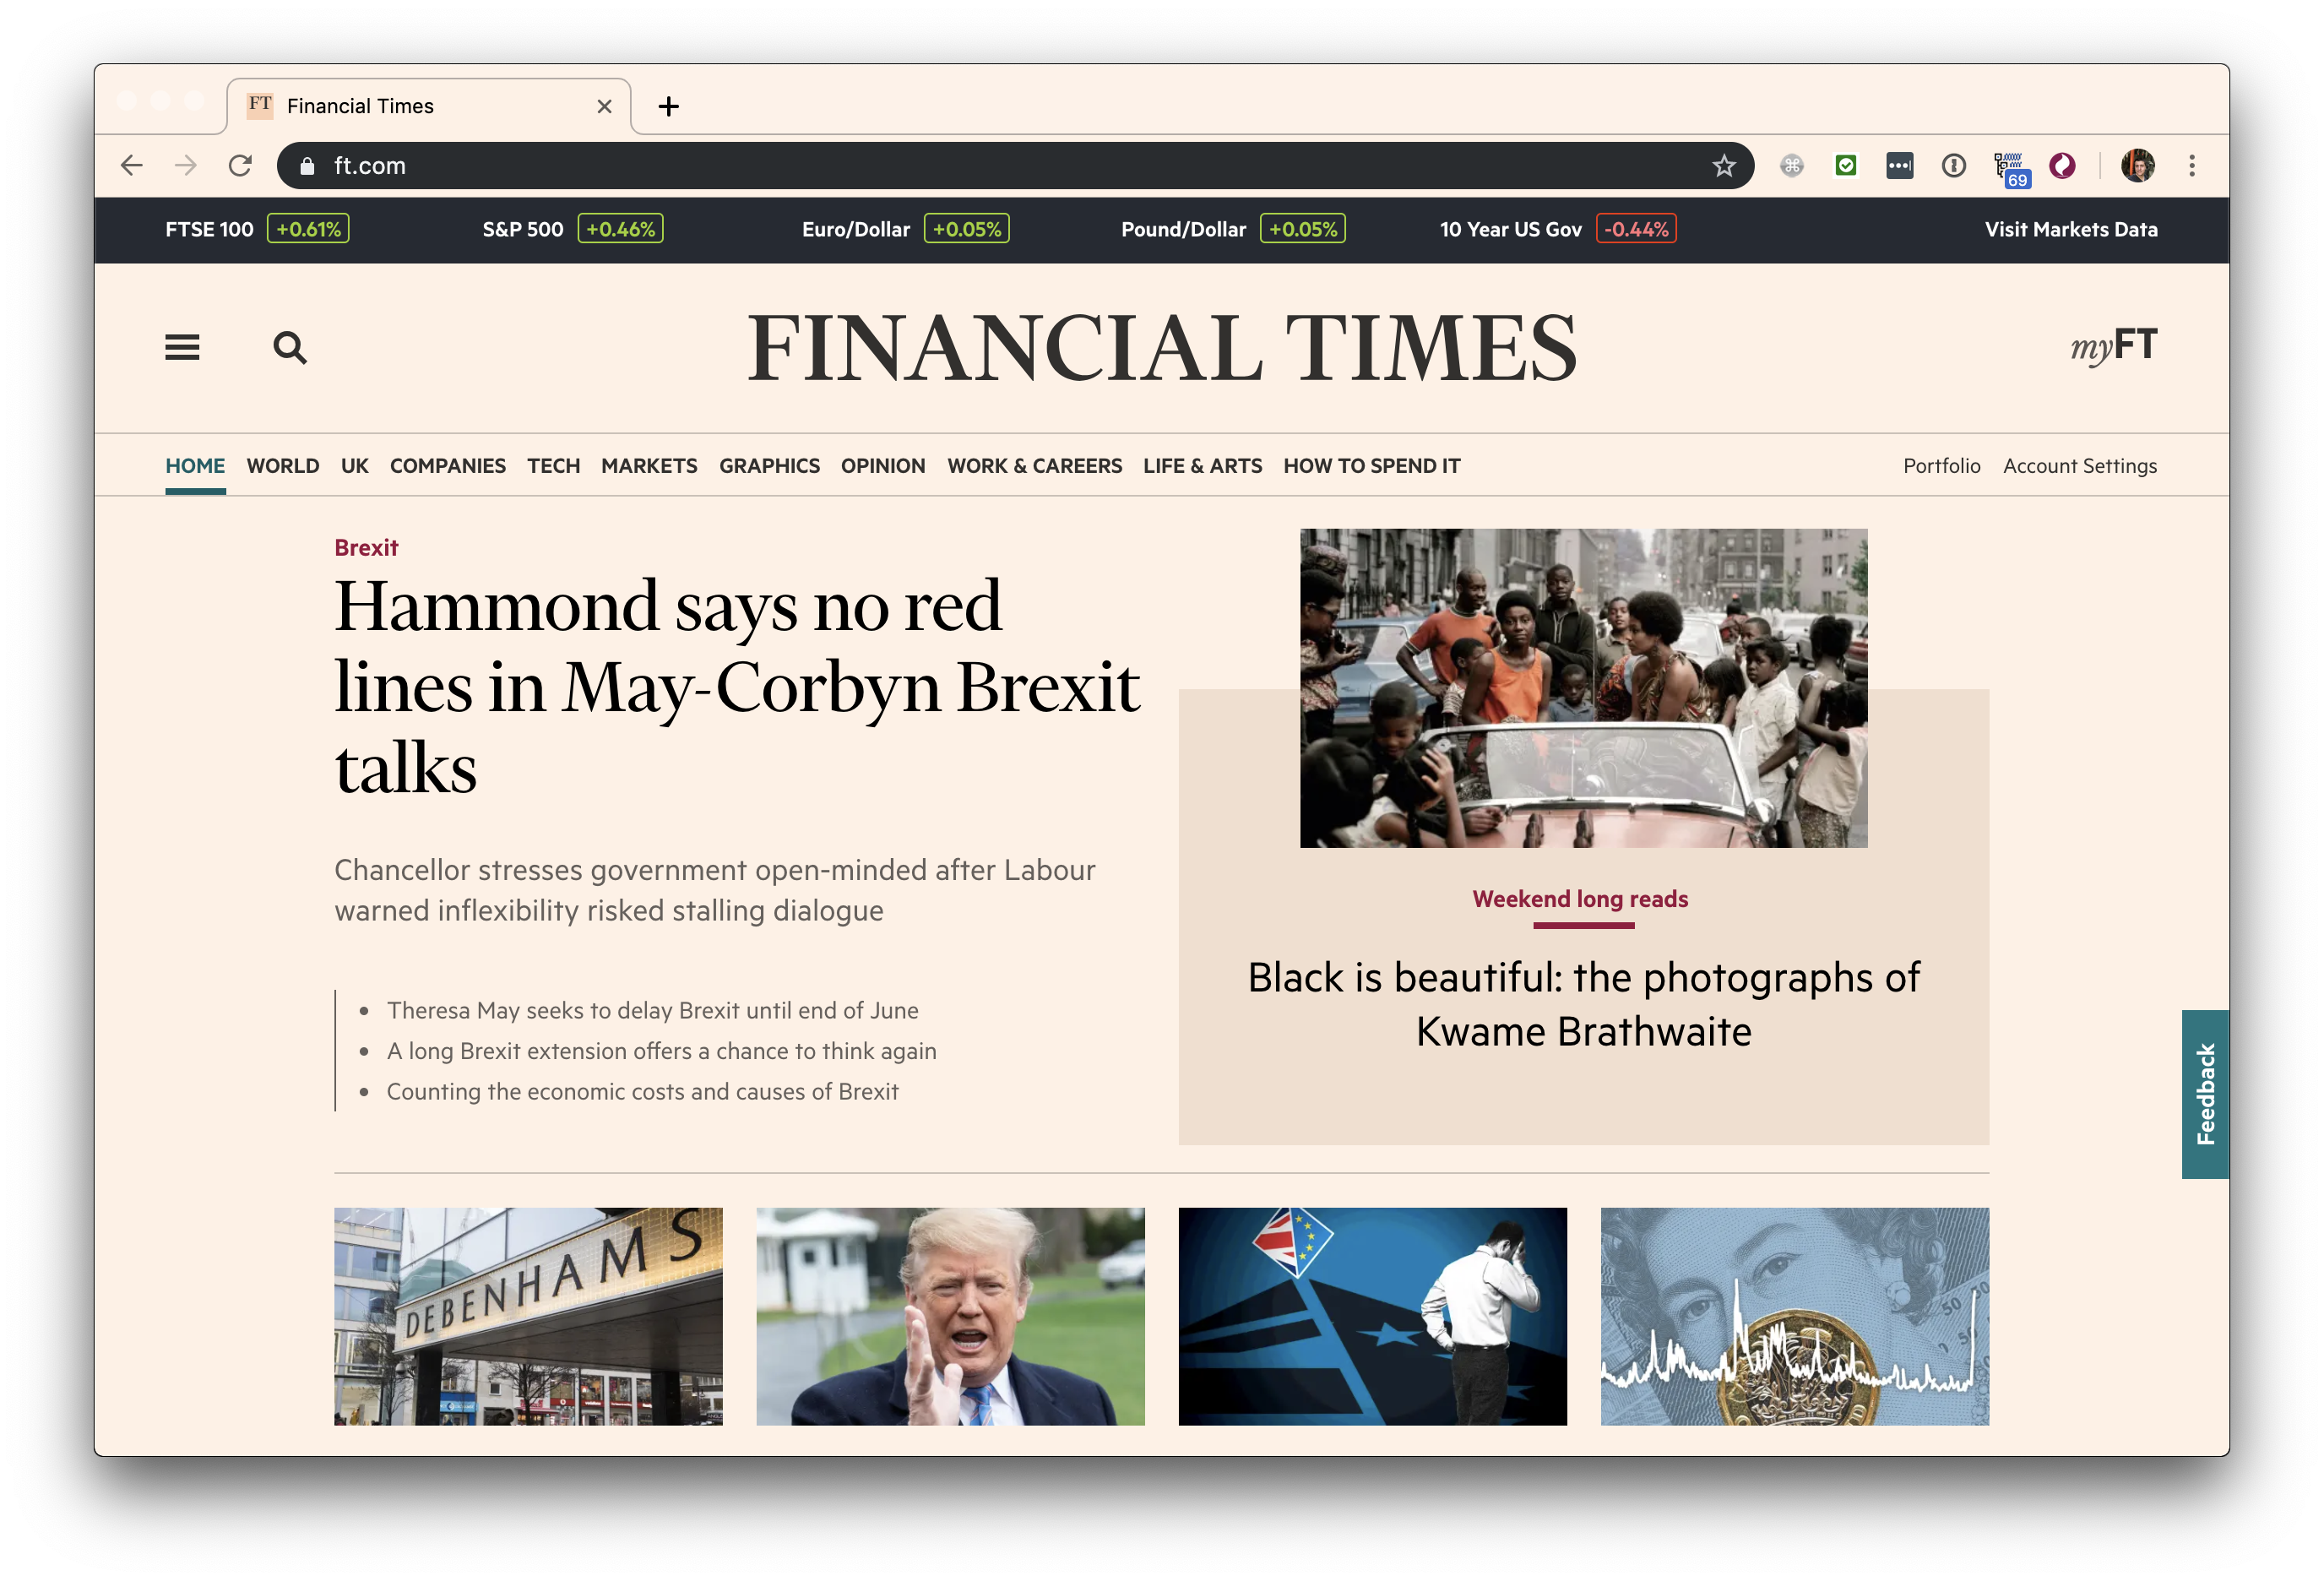 FT Financial Times
ft.com
69
FTSE 100 +0.61% S&P 500 +0.46% Euro/Dollar +0.05% Pound/Dollar +0.05% 10 Year US Gov -0.44% Visit Markets Data
FINANCIAL TIMES
myFT
HOME WORLD UK COMPANIES TECH MARKETS GRAPHICS OPINION WORK & CAREERS LIFE & ARTS HOW TO SPEND IT Portfolio Account Settings
Brexit
Hammond says no red
lines in May-Corbyn Brexit
talks
Chancellor stresses government open-minded after Labour
warned inflexibility risked stalling dialogue
Theresa May seeks to delay Brexit until end of June
A long Brexit extension offers a chance to think again
Counting the economic costs and causes of Brexit
Weekend long reads
Black is beautiful: the photographs of
Kwame Brathwaite
Feedback
DEBENHAMS
50